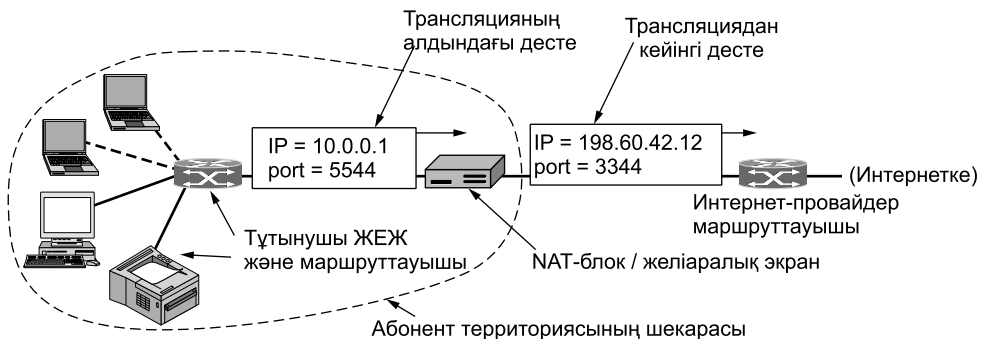 Трансляцияның
алдындағы десте
Трансляциядан
кейінгі десте
IP = 10.0.0.1
port = 5544
IP = 198.60.42.12
port = 3344
(Интернетке)
Интернет-провайдер
маршруттауышы
Тұтынушы ЖЕЖ
және маршруттауышы
NAT-блок / желіаралық экран
Абонент территориясының шекарасы